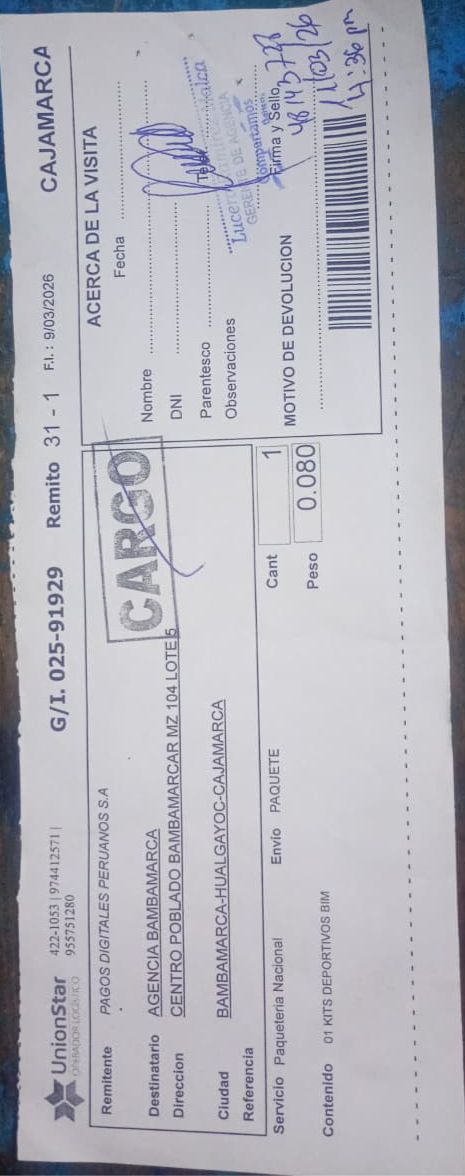 UnionStar
OPERADOR LOGÍSTICO
422-1053 | 974412571 |
955751280
G/I. 025-91929 Remito 31 - 1 F.I. : 9/03/2026 CAJAMARCA
Remitente PAGOS DIGITALES PERUANOS S.A
Destinatario AGENCIA BAMBAMARCA
Direccion CENTRO POBLADO BAMBAMARCAR MZ 104 LOTE 5
Ciudad BAMBAMARCA-HUALGAYOC-CAJAMARCA
Referencia
CARGO
Servicio Paqueteria Nacional Envío PAQUETE Cant 1
Peso 0.080
Contenido 01 KITS DEPORTIVOS BIM
ACERCA DE LA VISITA
Fecha
Nombre
DNI
Parentesco
Observaciones
Lucero
GERENTE DE AGENCIA
Compartamos
Firma y Sello
48143728
11/03/26
4:36 pm
MOTIVO DE DEVOLUCION